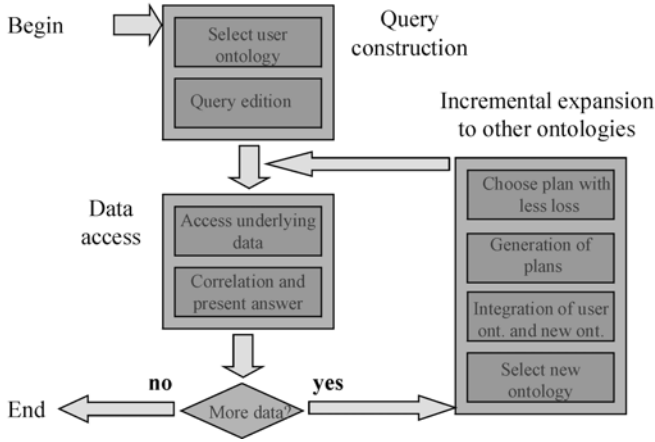 Begin
Select user
ontology
Query edition
Query
construction
Incremental expansion
to other ontologies
Data
access
Access underlying
data
Correlation and
present answer
Choose plan with
less loss
Generation of
plans
Integration of user
ont. and new ont.
Select new
ontology
no
yes
End
More data?